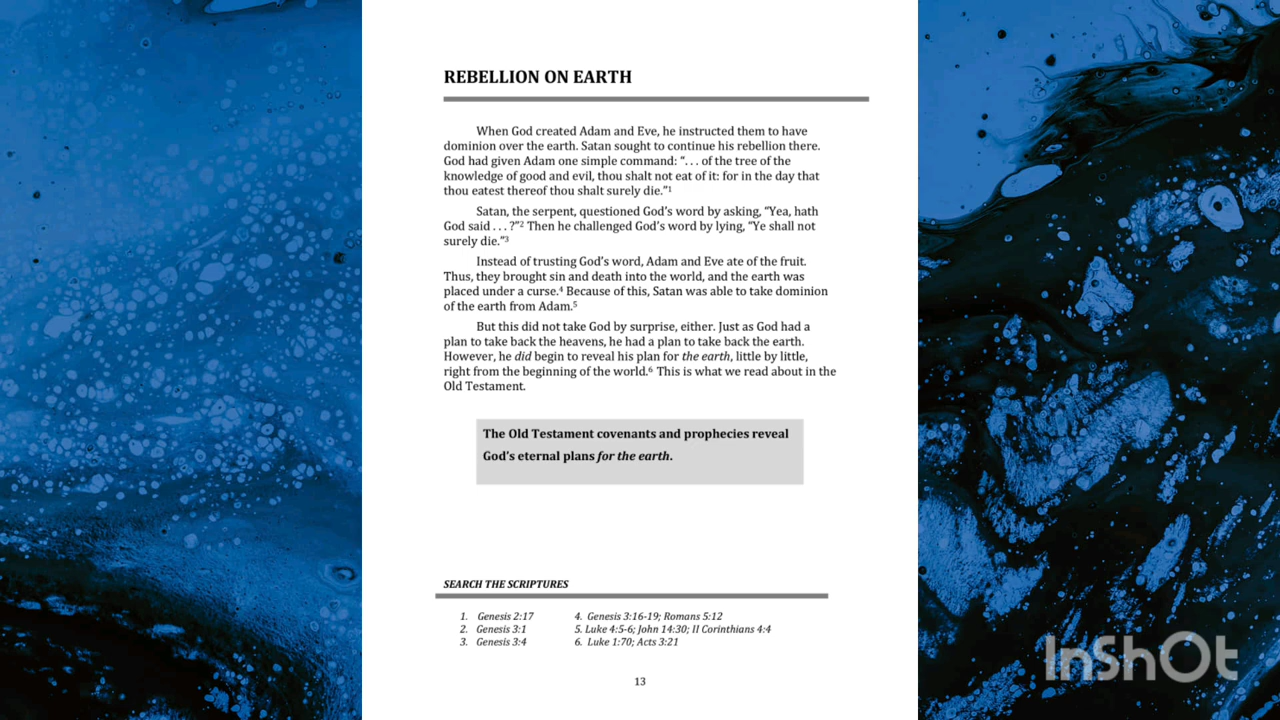 REBELLION ON EARTH
When God created Adam and Eve, he instructed them to have
dominion over the earth. Satan sought to continue his rebellion there.
God had given Adam one simple command: “. . . of the tree of the
knowledge of good and evil, thou shalt not eat of it: for in the day that
thou eatest thereof thou shalt surely die.”¹
Satan, the serpent, questioned God’s word by asking, “Yea, hath
God said . . . ?”² Then he challenged God’s word by lying, “Ye shall not
surely die.”³
Instead of trusting God’s word, Adam and Eve ate of the fruit.
Thus, they brought sin and death into the world, and the earth was
placed under a curse.⁴ Because of this, Satan was able to take dominion
of the earth from Adam.⁵
But this did not take God by surprise, either. Just as God had a
plan to take back the heavens, he had a plan to take back the earth.
However, he did begin to reveal his plan for the earth, little by little,
right from the beginning of the world.⁶ This is what we read about in the
Old Testament.
The Old Testament covenants and prophecies reveal
God’s eternal plans for the earth.
SEARCH THE SCRIPTURES
1. Genesis 2:17
2. Genesis 3:1
3. Genesis 3:4
4. Genesis 3:16-19; Romans 5:12
5. Luke 4:5-6; John 14:30; II Corinthians 4:4
6. Luke 1:70; Acts 3:21
13
InShOt